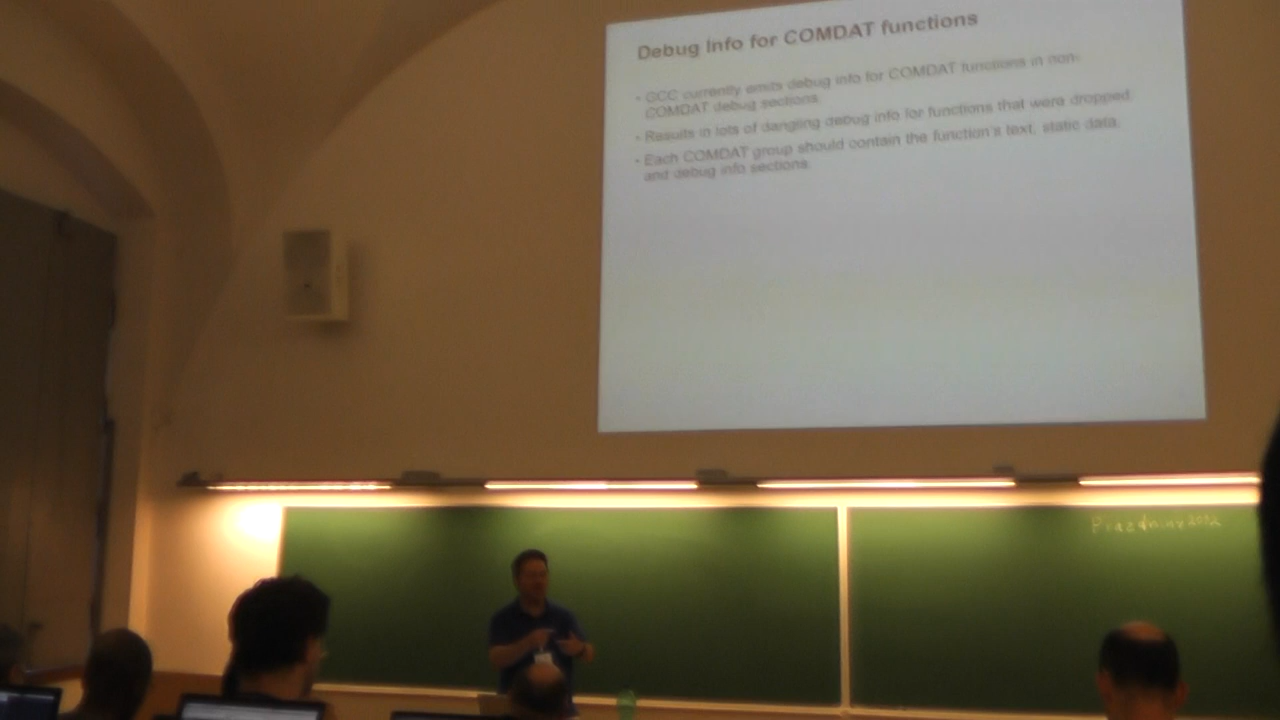 Debug Info for COMDAT functions
• GCC currently emits debug info for COMDAT functions in non-
COMDAT debug sections.
• Results in lots of dangling debug info for functions that were dropped.
• Each COMDAT group should contain the function's text, static data,
and debug info sections.
Prazdniny2012